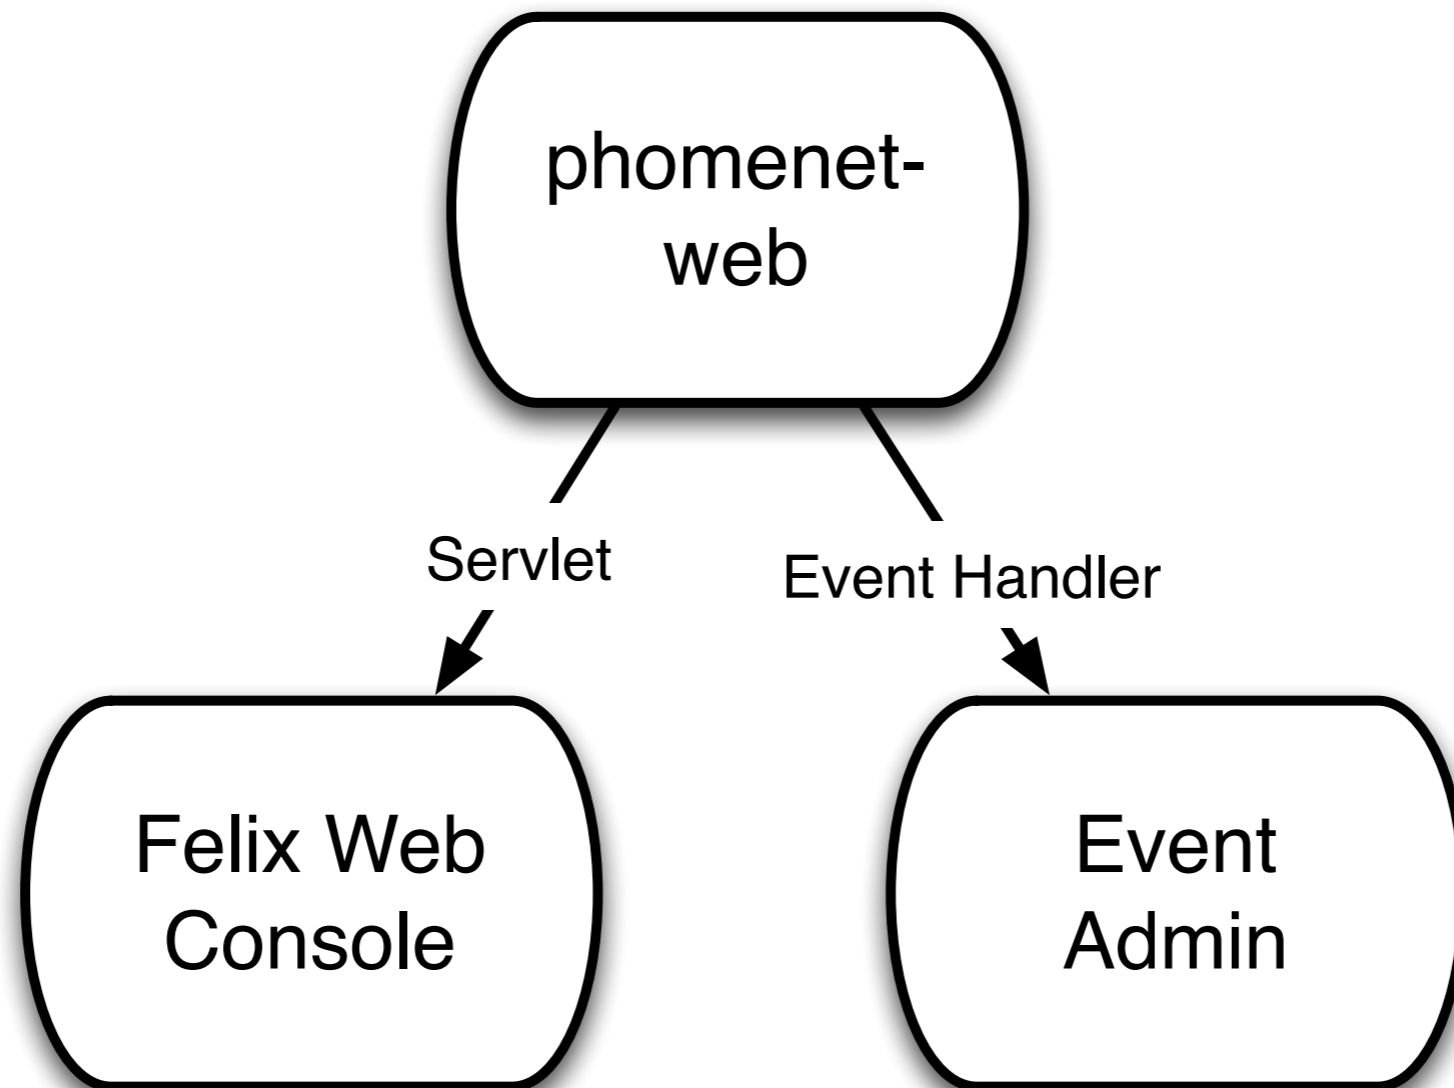 phomenet-
web
Servlet
Event Handler
Felix Web
Console
Event
Admin